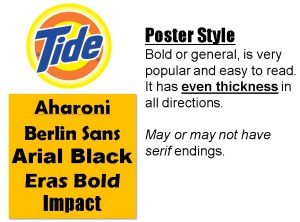 Tide
Poster Style
Bold or general, is very
popular and easy to read.
It has even thickness in
all directions.
May or may not have
serif endings.
Aharoni
Berlin Sans
Arial Black
Eras Bold
Impact